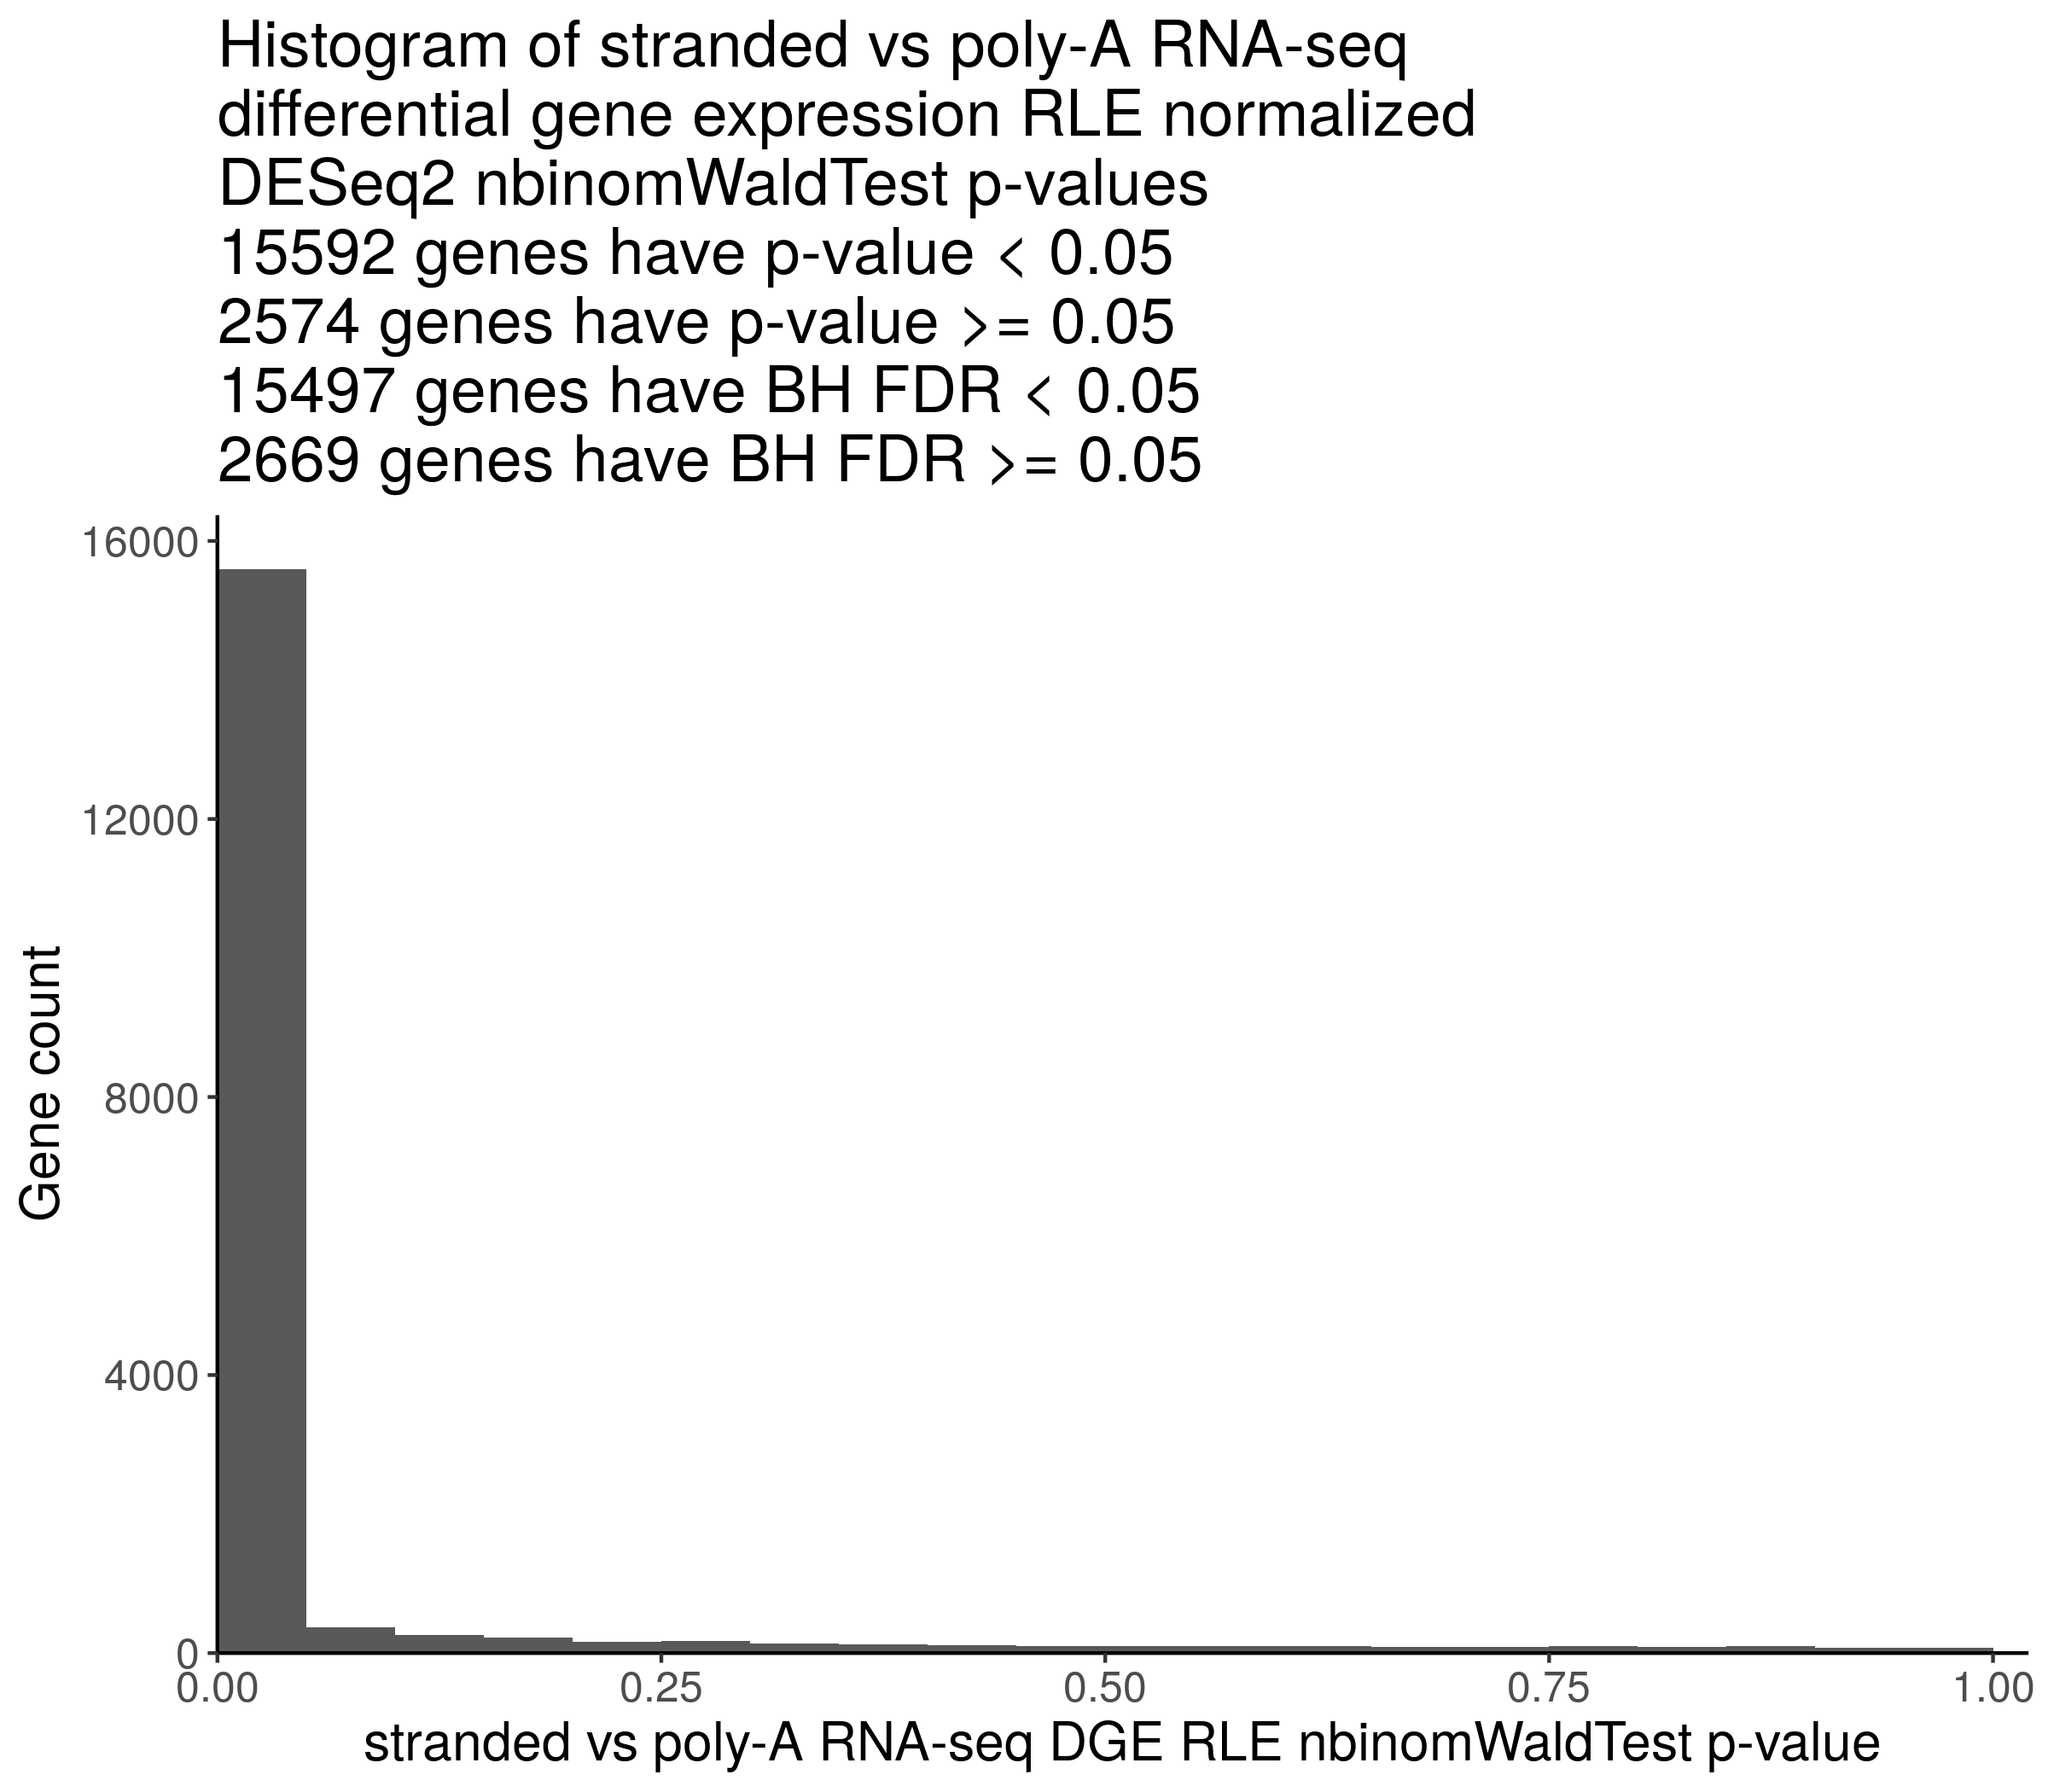 Histogram of stranded vs poly-A RNA-seq
differential gene expression RLE normalized
DESeq2 nbinomWaldTest p-values
15592 genes have p-value < 0.05
2574 genes have p-value >= 0.05
15497 genes have BH FDR < 0.05
2669 genes have BH FDR >= 0.05
16000
12000
8000
4000
0
Gene count
0.00 0.25 0.50 0.75 1.00
stranded vs poly-A RNA-seq DGE RLE nbinomWaldTest p-value